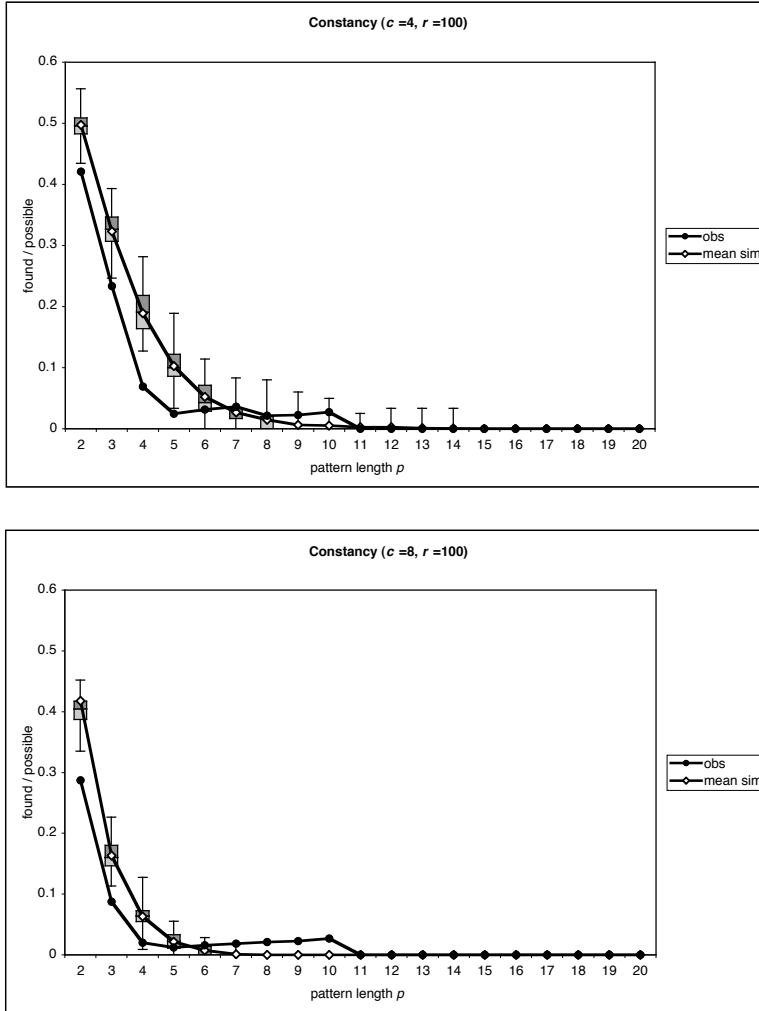 Constancy (c =4, r =100)
0.6
0.5
0.4
0.3
0.2
0.1
0
found / possible
2 3 4 5 6 7 8 9 10 11 12 13 14 15 16 17 18 19 20
pattern length p
obs
mean sim
Constancy (c =8, r =100)
0.6
0.5
0.4
0.3
0.2
0.1
0
found / possible
2 3 4 5 6 7 8 9 10 11 12 13 14 15 16 17 18 19 20
pattern length p
obs
mean sim